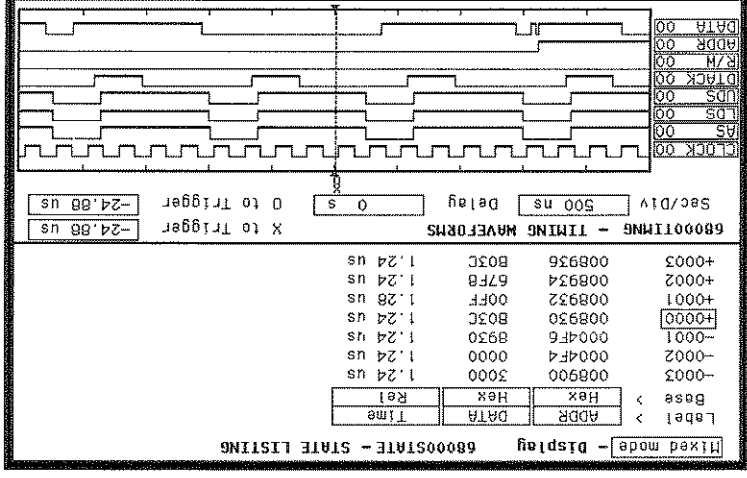 Mixed mode - Display 68000STATE - STATE LISTING
Label > ADDR DATA Time
Base > Hex Hex Rel
-0003 008900 3000 1.24 us
-0002 0004F4 0000 1.24 us
-0001 0004F6 8930 1.24 us
+0000 008930 B03C 1.24 us
+0001 008932 00FF 1.28 us
+0002 008934 67F8 1.24 us
+0003 008936 B03C 1.24 us
68000TIMNG - TIMING WAVEFORMS X to Trigger -24.88 us
Sec/Div 500 ns Delay 0 s O to Trigger -24.88 us
CLOCK 00
AS 00
LDS 00
UDS 00
DTACK 00
R/W 00
ADDR 00
DATA 00